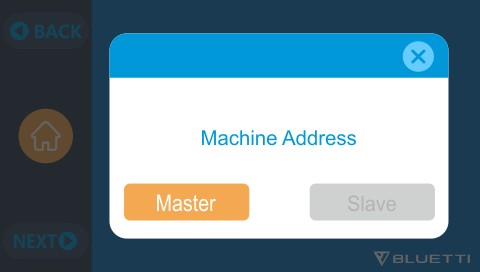 BACK
Machine Address
Master
Slave
NEXT
BLUETTI